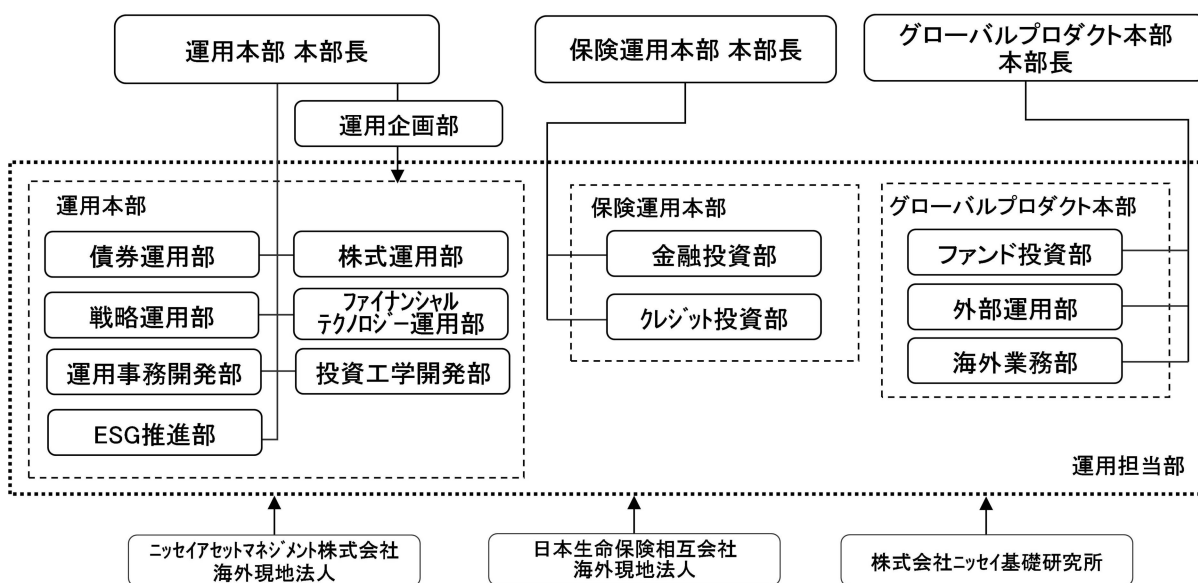 運用本部 本部長
保険運用本部 本部長
グローバルプロダクト本部
本部長
運用企画部
運用本部
債券運用部
株式運用部
戦略運用部
ファイナンシャル
テクノロジー運用部
運用事務開発部
投資工学開発部
ESG推進部
保険運用本部
金融投資部
クレジット投資部
グローバルプロダクト本部
ファンド投資部
外部運用部
海外業務部
運用担当部
ニッセイアセットマネジメント株式会社
海外現地法人
日本生命保険相互会社
海外現地法人
株式会社ニッセイ基礎研究所